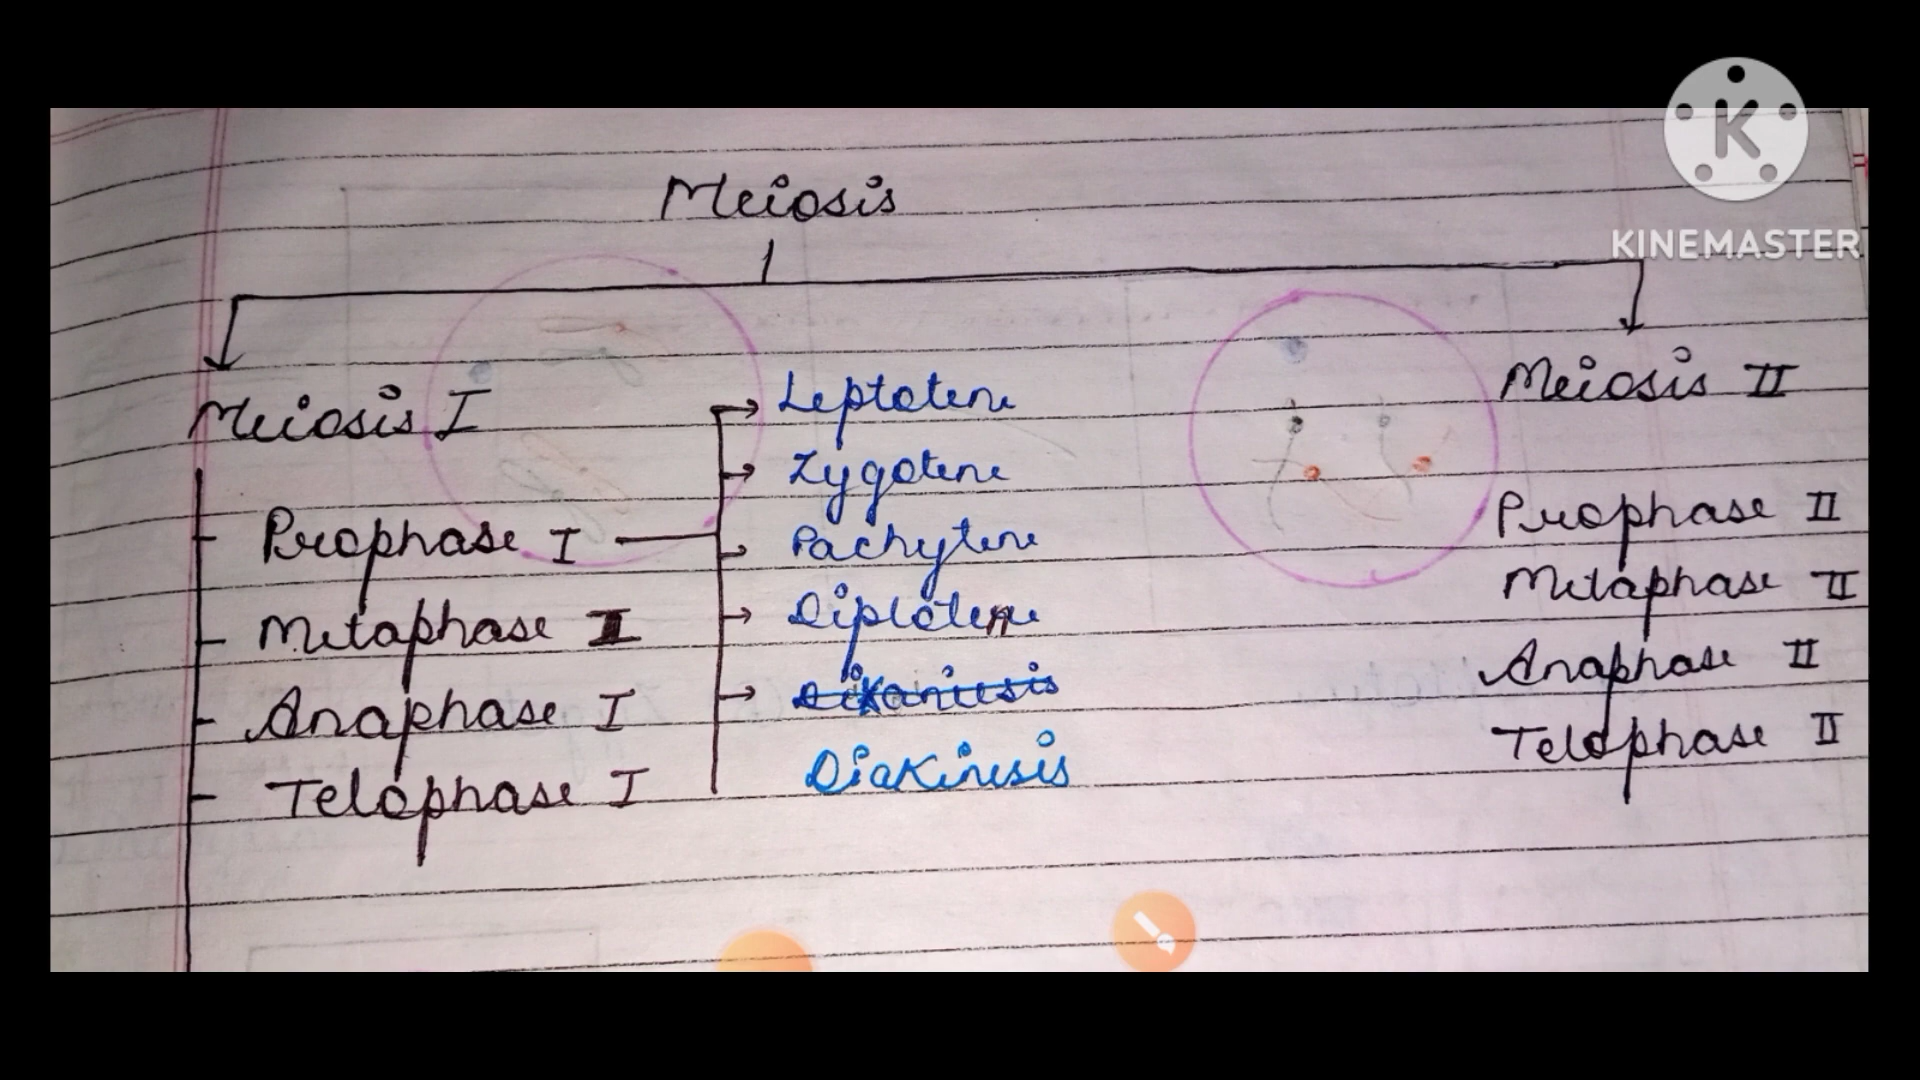 K
KINEMASTER
Meiosis
Meiosis I
Prophase I
Metaphase I
Anaphase I
Telophase I
Leptotene
Zygotene
Pachytene
Diplotene
Diakinesis
Meiosis II
Prophase II
Metaphase II
Anaphase II
Telophase II